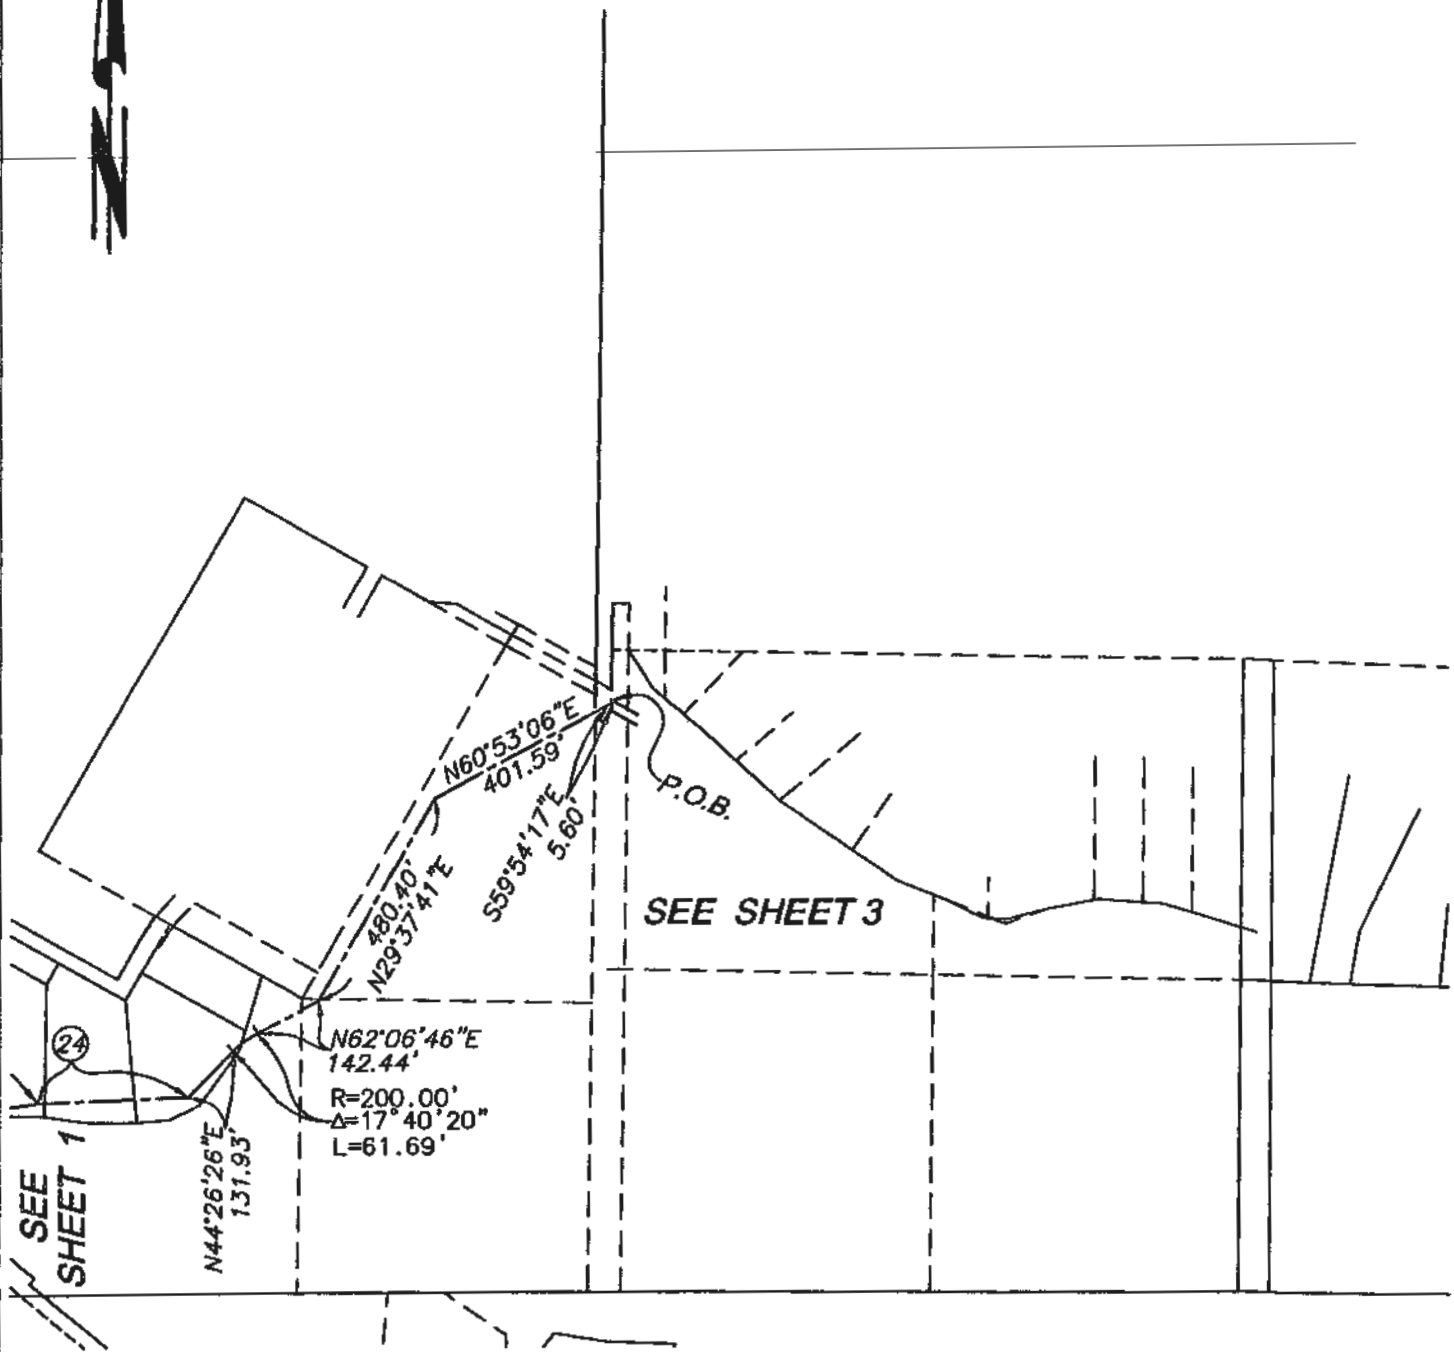 N
N60°53'06"E
401.59'
S59°54'17"E
5.60'
P.O.B.
480.40'
N29°37'41"E
SEE SHEET 3
N62°06'46"E
142.44'
R=200.00'
Δ=17°40'20"
L=61.69'
24
N44°26'26"E
131.93'
SEE
SHEET 1